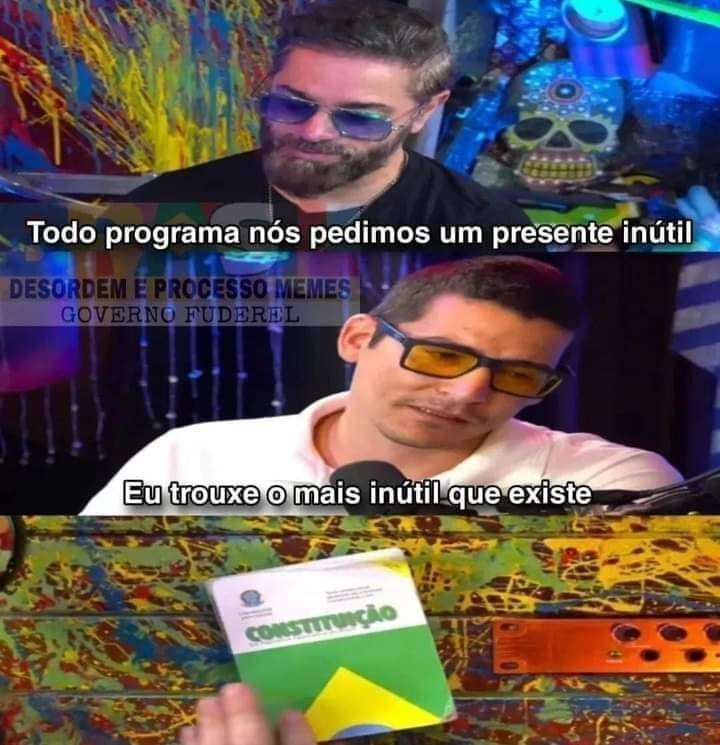 Todo programa nós pedimos um presente inútil
DESORDEM E PROCESSO MEMES
GOVERNO FUDEREL
Eu trouxe o mais inútil que existe
CONSTITUIÇÃO